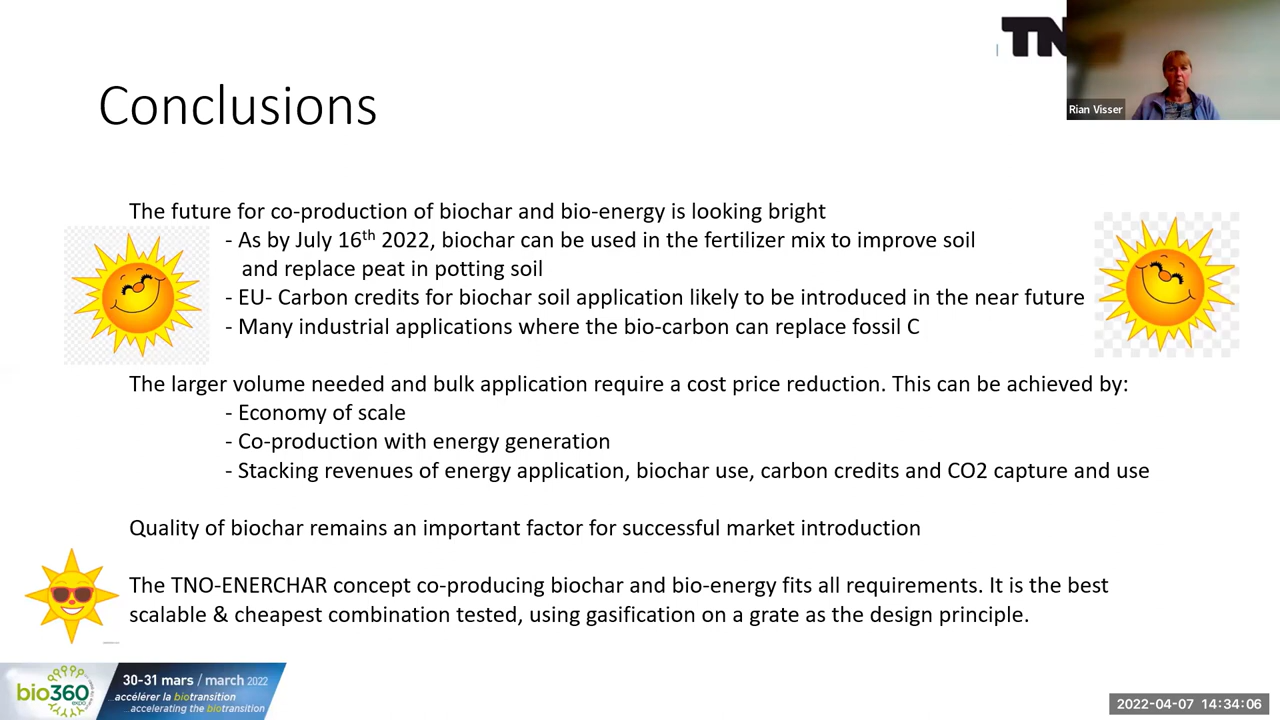 TN
Rian Visser
Conclusions
The future for co-production of biochar and bio-energy is looking bright
- As by July 16th 2022, biochar can be used in the fertilizer mix to improve soil
and replace peat in potting soil
- EU- Carbon credits for biochar soil application likely to be introduced in the near future
- Many industrial applications where the bio-carbon can replace fossil C
The larger volume needed and bulk application require a cost price reduction. This can be achieved by:
- Economy of scale
- Co-production with energy generation
- Stacking revenues of energy application, biochar use, carbon credits and CO2 capture and use
Quality of biochar remains an important factor for successful market introduction
The TNO-ENERCHAR concept co-producing biochar and bio-energy fits all requirements. It is the best
scalable & cheapest combination tested, using gasification on a grate as the design principle.
bio360
expo
30-31 mars / march 2022
...accélérer la biotransition
...accelerating the biotransition
2022-04-07 14:34:06